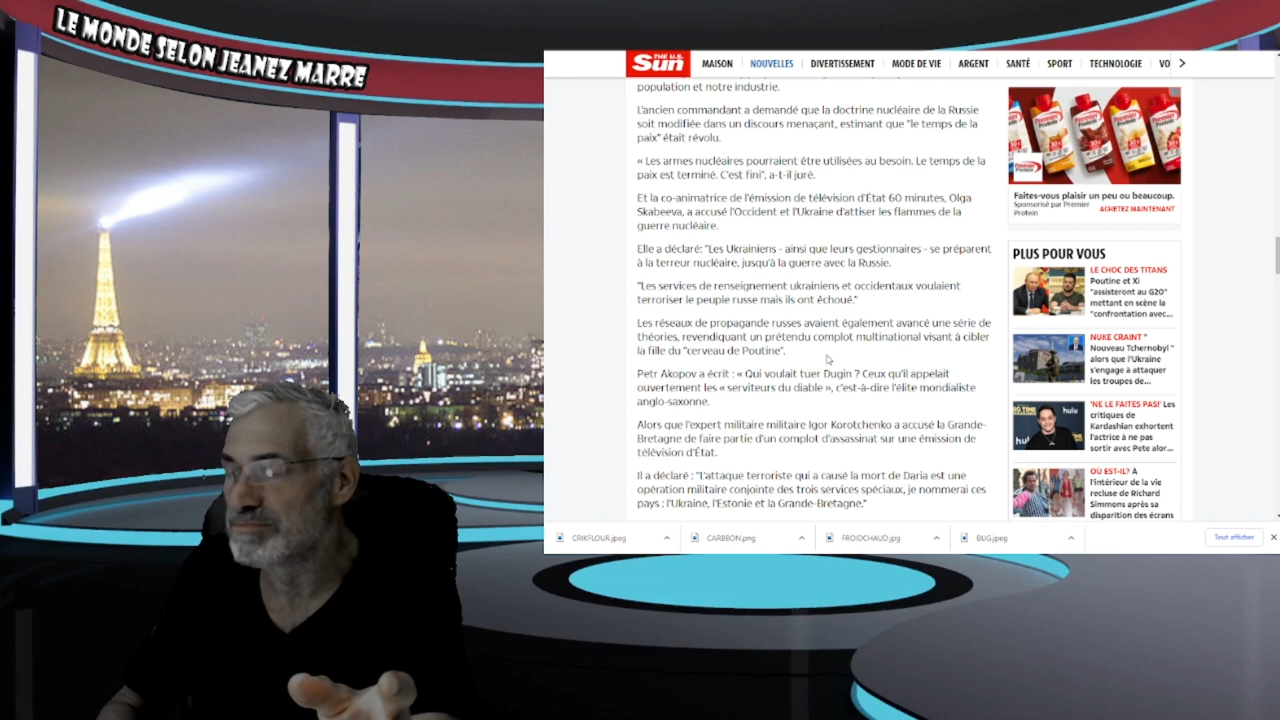 LE MONDE SELON JEANEZ MARRE
THE U.S. Sun
MAISON NOUVELLES DIVERTISSEMENT MODE DE VIE ARGENT SANTÉ SPORT TECHNOLOGIE VO
population et notre industrie.
L'ancien commandant a demandé que la doctrine nucléaire de la Russie
soit modifiée dans un discours menaçant, estimant que "le temps de la
paix" était révolu.
« Les armes nucléaires pourraient être utilisées au besoin. Le temps de la
paix est terminé. C'est fini", a-t-il juré.
Et la co-animatrice de l'émission de télévision d'État 60 minutes, Olga
Skabeeva, a accusé l'Occident et l'Ukraine d'attiser les flammes de la
guerre nucléaire.
Elle a déclaré: "Les Ukrainiens - ainsi que leurs gestionnaires - se préparent
à la terreur nucléaire, jusqu'à la guerre avec la Russie.
"Les services de renseignement ukrainiens et occidentaux voulaient
terroriser le peuple russe mais ils ont échoué."
Les réseaux de propagande russes avaient également avancé une série de
théories, revendiquant un prétendu complot multinational visant à cibler
la fille du "cerveau de Poutine".
Petr Akopov a écrit : « Qui voulait tuer Dugin ? Ceux qu'il appelait
ouvertement les « serviteurs du diable », c'est-à-dire l'élite mondialiste
anglo-saxonne.
Alors que l'expert militaire militaire Igor Korotchenko a accusé la Grande-
Bretagne de faire partie d'un complot d'assassinat sur une émission de
télévision d'État.
Il a déclaré : "L'attaque terroriste qui a causé la mort de Daria est une
opération militaire conjointe des trois services spéciaux, je nommerai ces
pays : l'Ukraine, l'Estonie et la Grande-Bretagne."
Faites-vous plaisir un peu ou beaucoup.
Sponsorisé par Premier
Protein
ACHETEZ MAINTENANT
PLUS POUR VOUS
LE CHOC DES TITANS
Poutine et Xi
"assisteront au G20"
mettant en scène la
"confrontation avec...
NUKE CRAINT "
Nouveau Tchernobyl "
alors que l'Ukraine
s'engage à attaquer
les troupes de...
hulu
'NE LE FAITES PAS!' Les
critiques de
Kardashian exhortent
l'actrice à ne pas
sortir avec Pete alor...
OÙ EST-IL? À
l'intérieur de la vie
recluse de Richard
Simmons après sa
disparition des écrans
CRIKFLOUR.jpeg CARBBON.png FROIDCHAUD.jpg BUG.jpeg Tout afficher